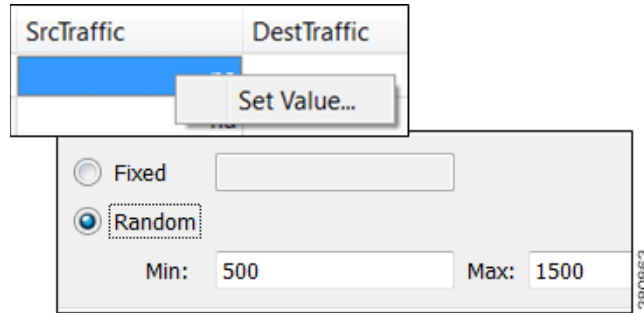 SrcTraffic DestTraffic
Set Value...
Fixed
Random
Min: 500 Max: 1500